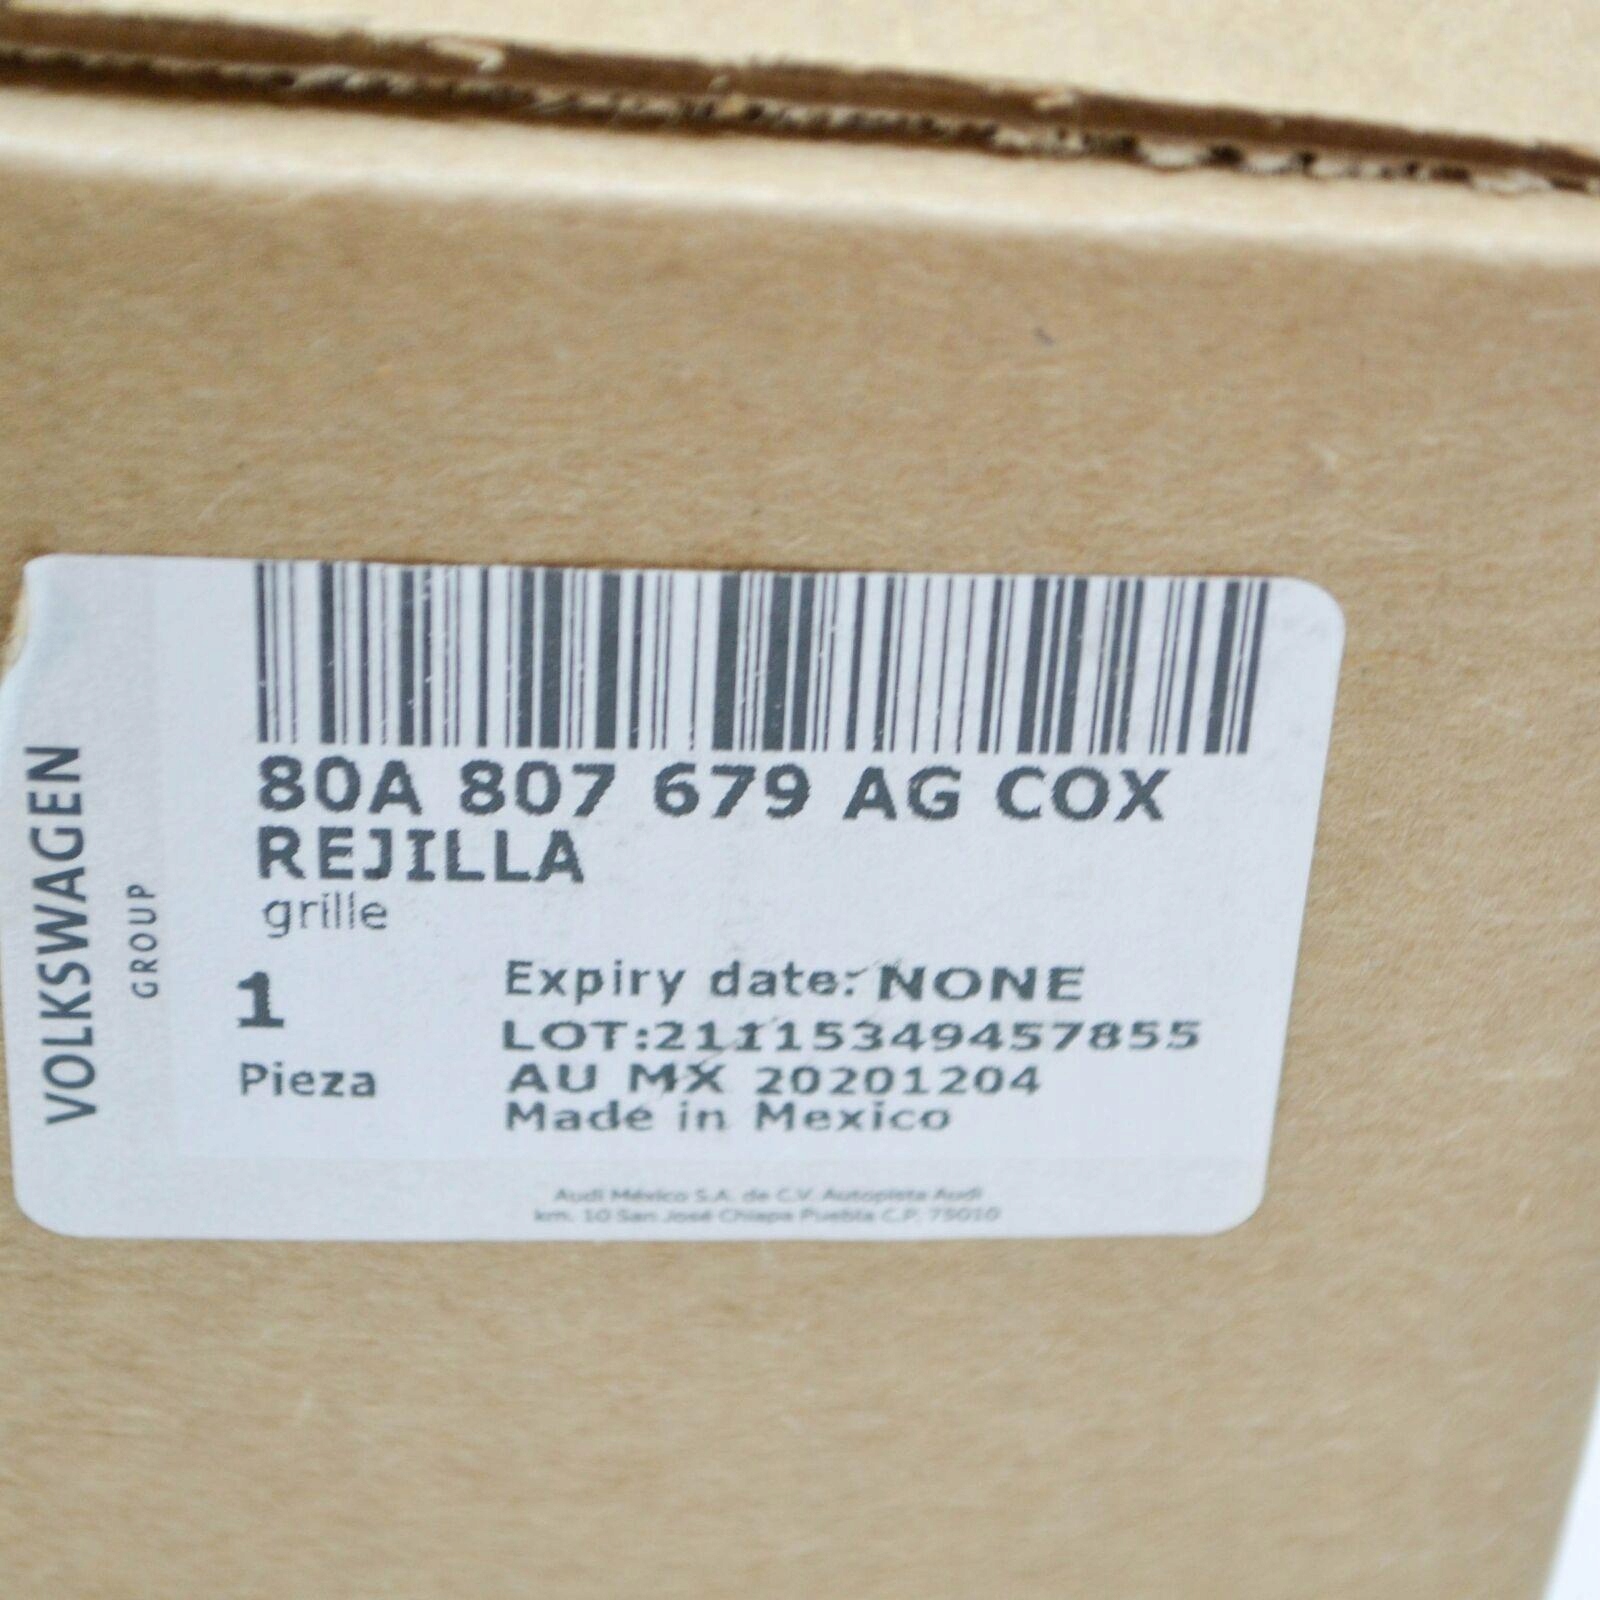 VOLKSWAGEN
GROUP
80A 807 679 AG COX
REJILLA
grille
1
Pieza
Expiry date: NONE
LOT:21115349457855
AU MX 20201204
Made in Mexico
Audi México S.A. de C.V. Autopista Audi
km. 10 San José Chiapa Puebla C.P. 75010